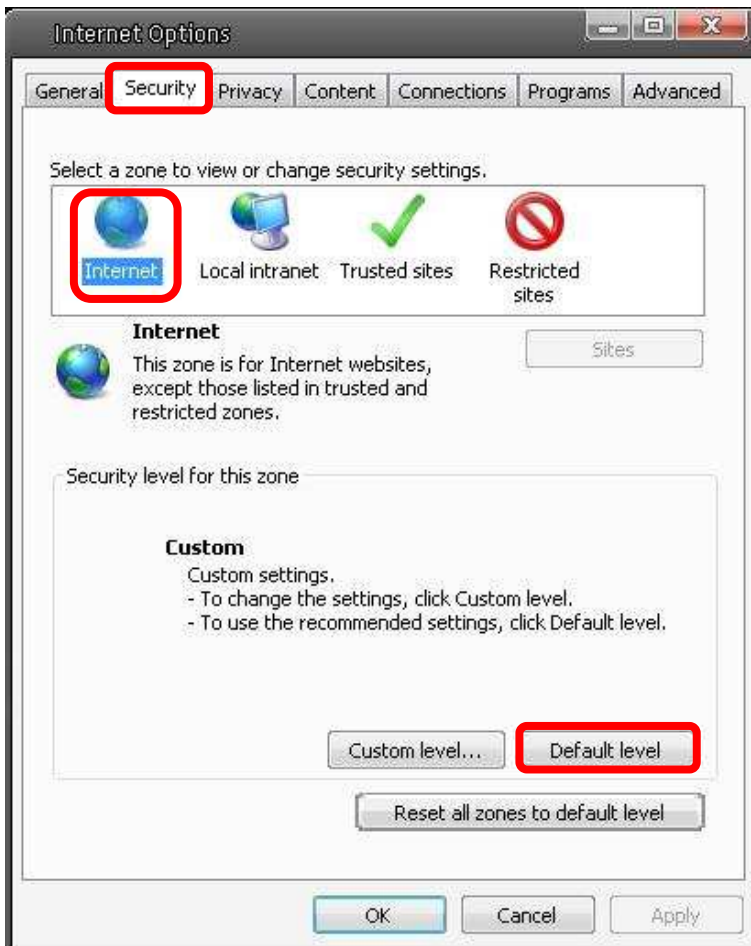 Internet Options
General Security Privacy Content Connections Programs Advanced
Select a zone to view or change security settings.
Internet Local intranet Trusted sites Restricted sites
Internet
This zone is for Internet websites,
except those listed in trusted and
restricted zones.
Sites
Security level for this zone
Custom
Custom settings.
- To change the settings, click Custom level.
- To use the recommended settings, click Default level.
Custom level... Default level
Reset all zones to default level
OK Cancel Apply